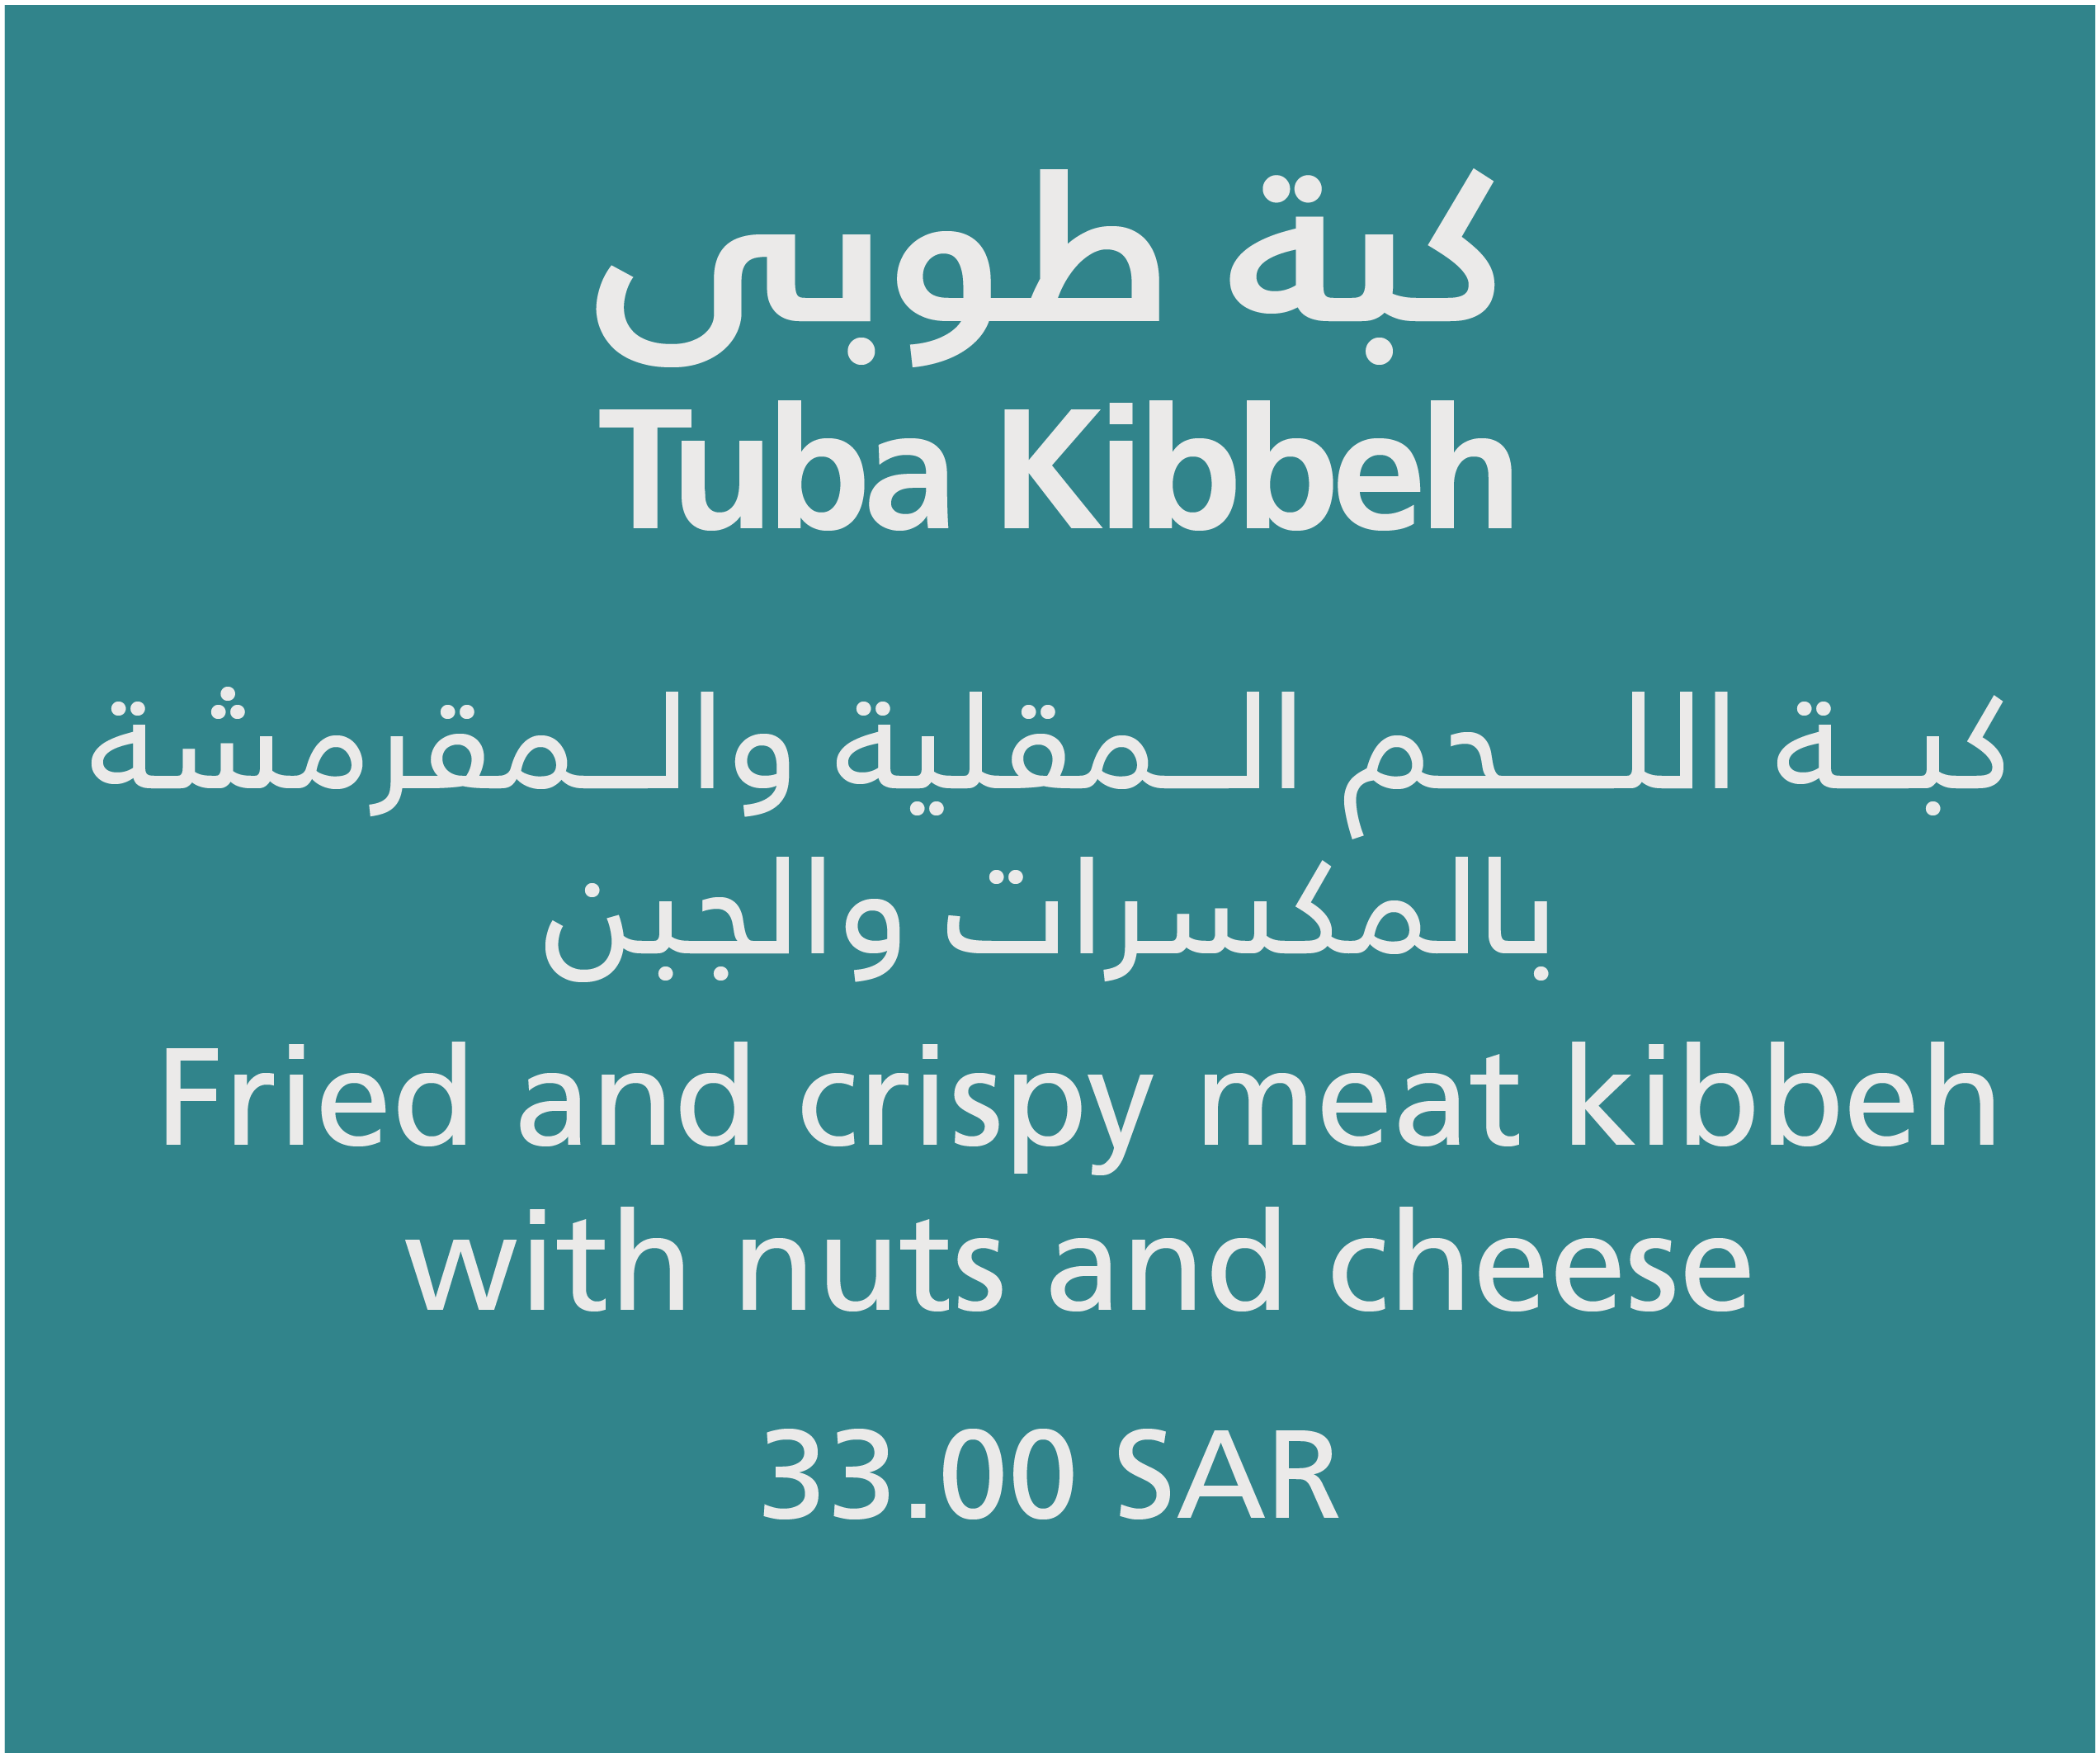 كبة طوبى
Tuba Kibbeh
كبة اللحم المقلية والمقرمشة
بالمكسرات والجبن
Fried and crispy meat kibbeh
with nuts and cheese
33.00 SAR